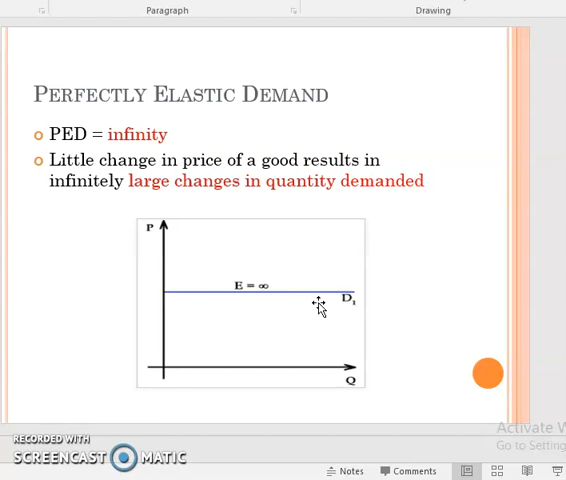 Paragraph
Drawing
PERFECTLY ELASTIC DEMAND
PED = infinity
Little change in price of a good results in
infinitely large changes in quantity demanded
P
E = ∞
D1
Q
Activate W
Go to Setting
RECORDED WITH
SCREENCAST MATIC
Notes
Comments